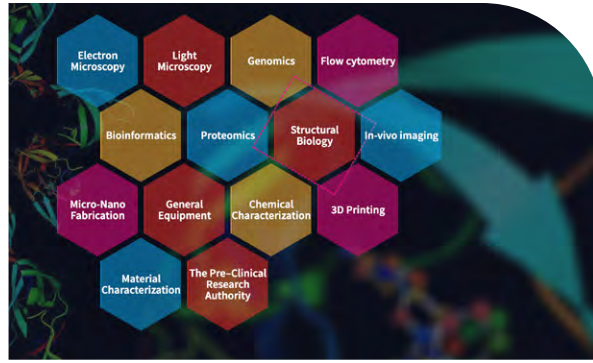 Electron
Microscopy
Light
Microscopy
Genomics
Flow cytometry
Bioinformatics
Proteomics
Structural
Biology
In-vivo imaging
Micro-Nano
Fabrication
General
Equipment
Chemical
Characterization
3D Printing
Material
Characterization
The Pre–Clinical
Research
Authority